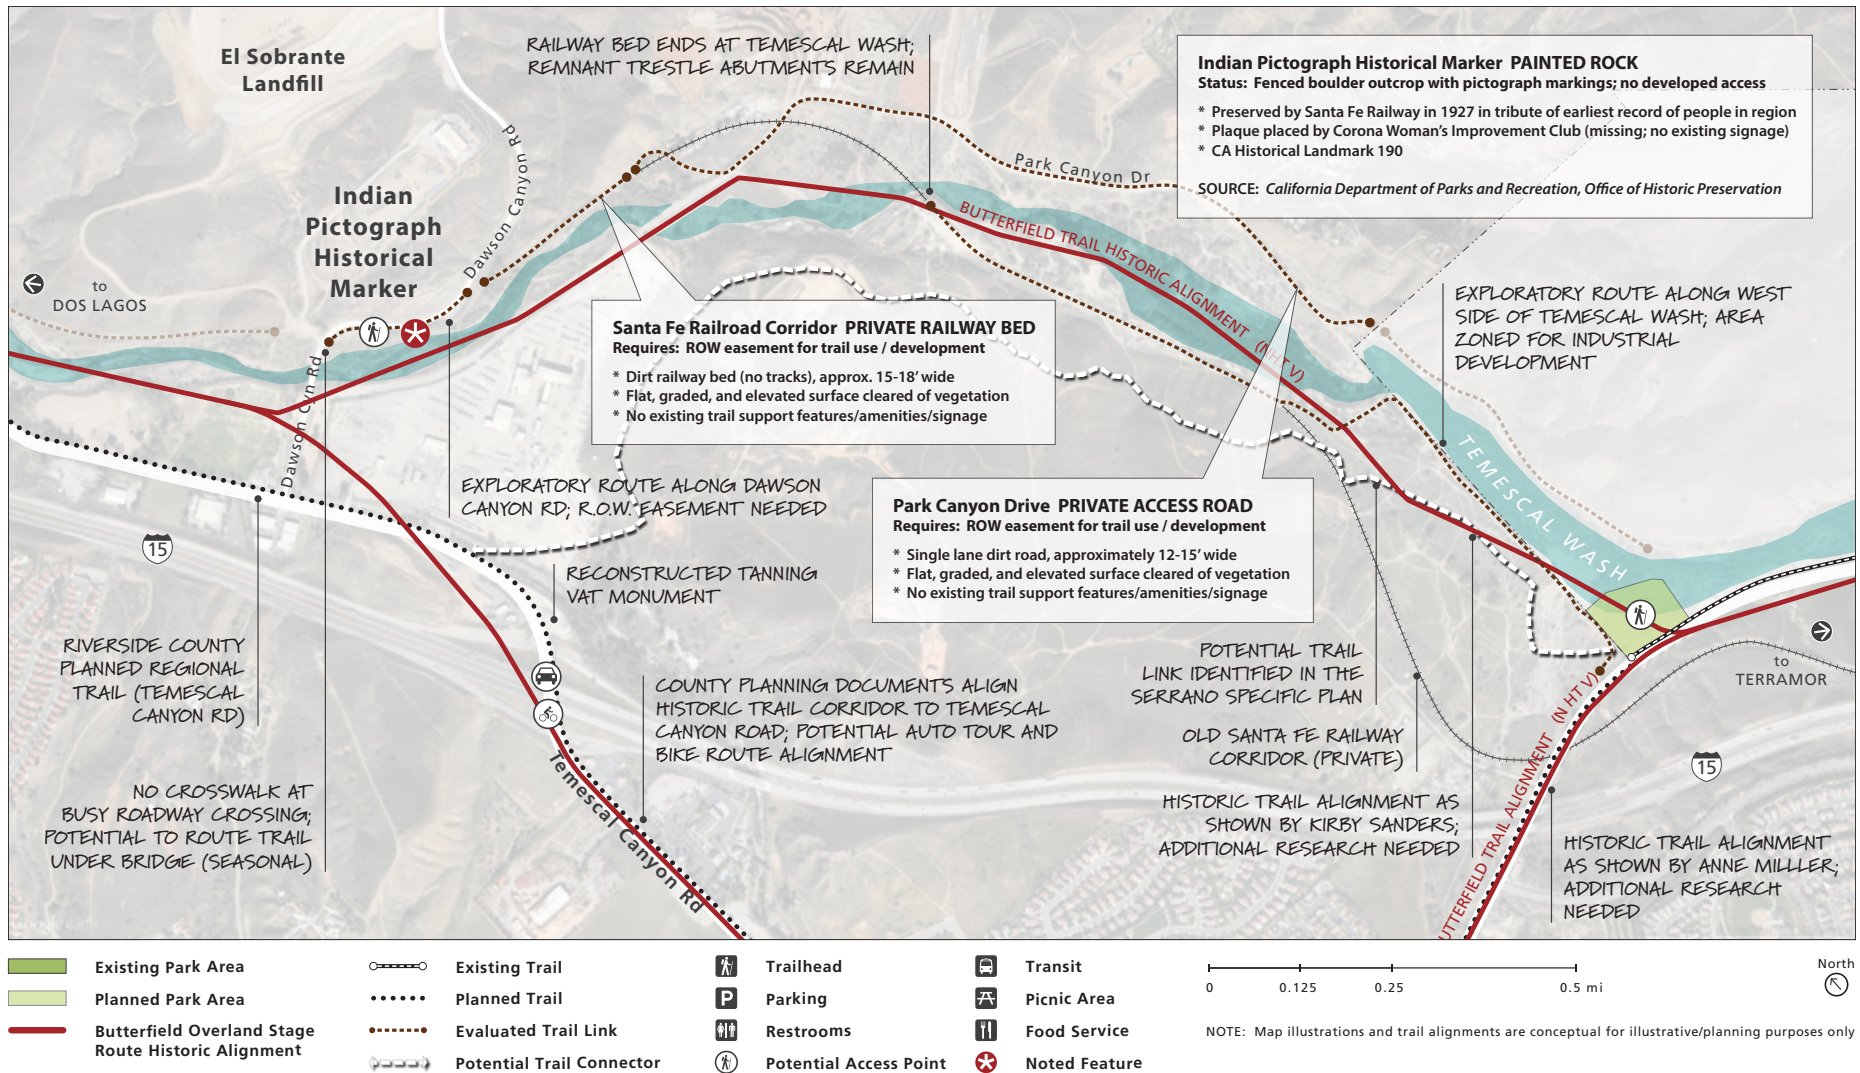 El Sobrante
Landfill
RAILWAY BED ENDS AT TEMESCAL WASH;
REMNANT TRESTLE ABUTMENTS REMAIN
Indian Pictograph Historical Marker PAINTED ROCK
Status: Fenced boulder outcrop with pictograph markings; no developed access
* Preserved by Santa Fe Railway in 1927 in tribute of earliest record of people in region
* Plaque placed by Corona Woman's Improvement Club (missing; no existing signage)
* CA Historical Landmark 190
SOURCE: California Department of Parks and Recreation, Office of Historic Preservation
Dawson Canyon Rd
Park Canyon Dr
Indian
Pictograph
Historical
Marker
to
DOS LAGOS
BUTTERFIELD TRAIL HISTORIC ALIGNMENT (NHT V)
EXPLORATORY ROUTE ALONG WEST
SIDE OF TEMESCAL WASH; AREA
ZONED FOR INDUSTRIAL
DEVELOPMENT
Santa Fe Railroad Corridor PRIVATE RAILWAY BED
Requires: ROW easement for trail use / development
* Dirt railway bed (no tracks), approx. 15-18' wide
* Flat, graded, and elevated surface cleared of vegetation
* No existing trail support features/amenities/signage
Dawson Cyn Rd
TEMESCAL WASH
EXPLORATORY ROUTE ALONG DAWSON
CANYON RD; R.O.W. EASEMENT NEEDED
Park Canyon Drive PRIVATE ACCESS ROAD
Requires: ROW easement for trail use / development
* Single lane dirt road, approximately 12-15' wide
* Flat, graded, and elevated surface cleared of vegetation
* No existing trail support features/amenities/signage
15
RECONSTRUCTED TANNING
VAT MONUMENT
RIVERSIDE COUNTY
PLANNED REGIONAL
TRAIL (TEMESCAL
CANYON RD)
COUNTY PLANNING DOCUMENTS ALIGN
HISTORIC TRAIL CORRIDOR TO TEMESCAL
CANYON ROAD; POTENTIAL AUTO TOUR AND
BIKE ROUTE ALIGNMENT
POTENTIAL TRAIL
LINK IDENTIFIED IN THE
SERRANO SPECIFIC PLAN
to
TERRAMOR
OLD SANTA FE RAILWAY
CORRIDOR (PRIVATE)
15
NO CROSSWALK AT
BUSY ROADWAY CROSSING;
POTENTIAL TO ROUTE TRAIL
UNDER BRIDGE (SEASONAL)
Temescal Canyon Rd
HISTORIC TRAIL ALIGNMENT AS
SHOWN BY KIRBY SANDERS;
ADDITIONAL RESEARCH NEEDED
UTTERFIELD TRAIL ALIGNMENT (N HT V)
HISTORIC TRAIL ALIGNMENT
AS SHOWN BY ANNE MILLLER;
ADDITIONAL RESEARCH
NEEDED
Existing Park Area
Planned Park Area
Butterfield Overland Stage
Route Historic Alignment
Existing Trail
Planned Trail
Evaluated Trail Link
Potential Trail Connector
Trailhead
P Parking
Restrooms
Potential Access Point
Transit
Picnic Area
Food Service
Noted Feature
0 0.125 0.25 0.5 mi
North
NOTE: Map illustrations and trail alignments are conceptual for illustrative/planning purposes only